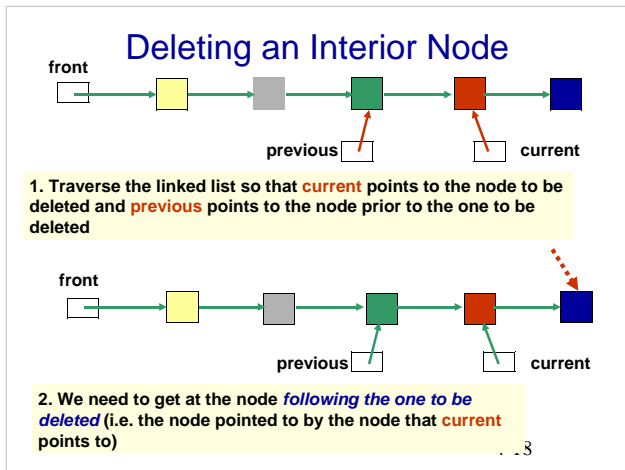 Deleting an Interior Node
front
previous
current
1. Traverse the linked list so that current points to the node to be
deleted and previous points to the node prior to the one to be
deleted
front
previous
current
2. We need to get at the node following the one to be
deleted (i.e. the node pointed to by the node that current
points to)